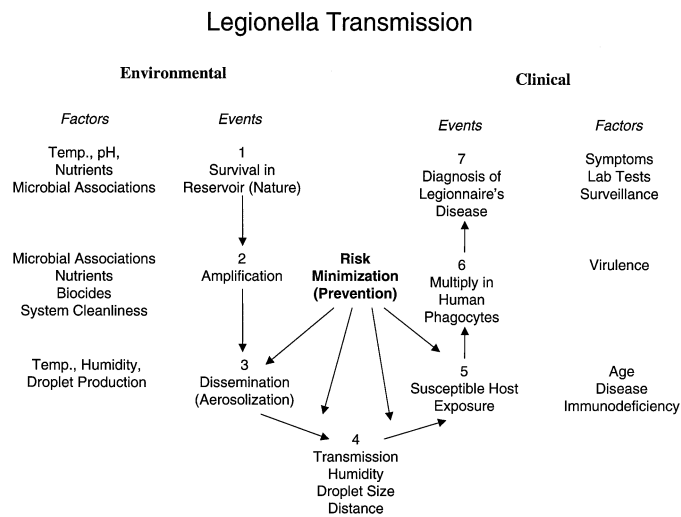 Legionella Transmission
Environmental
Clinical
Factors
Events
Events
Factors
Temp., pH,
Nutrients
Microbial Associations
1
Survival in
Reservoir (Nature)
7
Diagnosis of
Legionnaire's
Disease
Symptoms
Lab Tests
Surveillance
Microbial Associations
Nutrients
Biocides
System Cleanliness
2
Amplification
Risk
Minimization
(Prevention)
6
Multiply in
Human
Phagocytes
Virulence
Temp., Humidity,
Droplet Production
3
Dissemination
(Aerosolization)
5
Susceptible Host
Exposure
Age
Disease
Immunodeficiency
4
Transmission
Humidity
Droplet Size
Distance